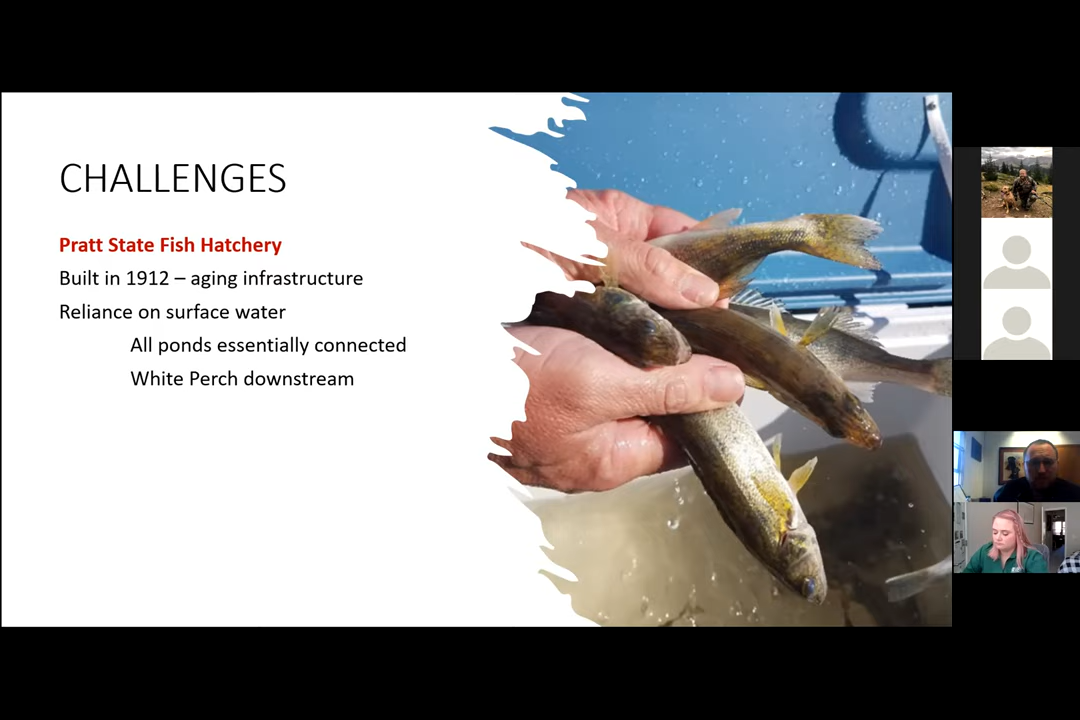 CHALLENGES
Pratt State Fish Hatchery
Built in 1912 – aging infrastructure
Reliance on surface water
All ponds essentially connected
White Perch downstream